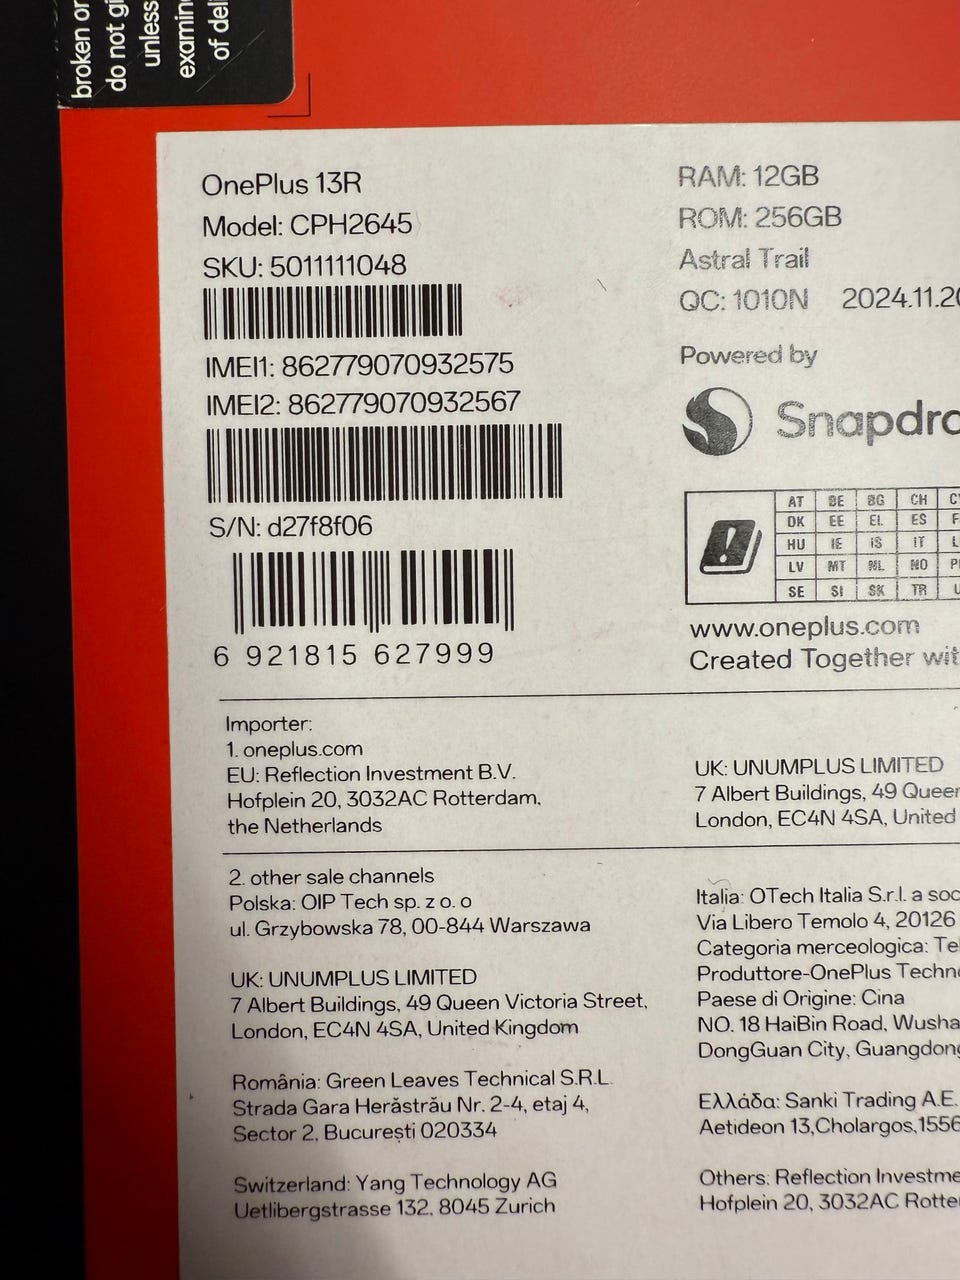 broken or
do not gi
unless
examin
of deli
OnePlus 13R
Model: CPH2645
SKU: 5011111048
IMEI1: 862779070932575
IMEI2: 862779070932567
S/N: d27f8f06
6 921815 627999
RAM: 12GB
ROM: 256GB
Astral Trail
QC: 1010N 2024.11.20
Powered by
Snapdra
AT BE BG CH CY
DK EE EL ES F
HU IE IS IT L
LV MT NL NO P
SE SI SK TR U
www.oneplus.com
Created Together wit
Importer:
1. oneplus.com
EU: Reflection Investment B.V.
Hofplein 20, 3032AC Rotterdam,
the Netherlands
UK: UNUMPLUS LIMITED
7 Albert Buildings, 49 Queen
London, EC4N 4SA, United
2. other sale channels
Polska: OIP Tech sp. z o. o
ul. Grzybowska 78, 00-844 Warszawa
UK: UNUMPLUS LIMITED
7 Albert Buildings, 49 Queen Victoria Street,
London, EC4N 4SA, United Kingdom
România: Green Leaves Technical S.R.L.
Strada Gara Herăstrău Nr. 2-4, etaj 4,
Sector 2, București 020334
Switzerland: Yang Technology AG
Uetlibergstrasse 132, 8045 Zurich
Italia: OTech Italia S.r.l. a soc
Via Libero Temolo 4, 20126
Categoria merceologica: Tel
Produttore-OnePlus Techno
Paese di Origine: Cina
NO. 18 HaiBin Road, Wusha
DongGuan City, Guangdong
Ελλάδα: Sanki Trading A.E.
Aetideon 13,Cholargos,1556
Others: Reflection Investme
Hofplein 20, 3032AC Rotte